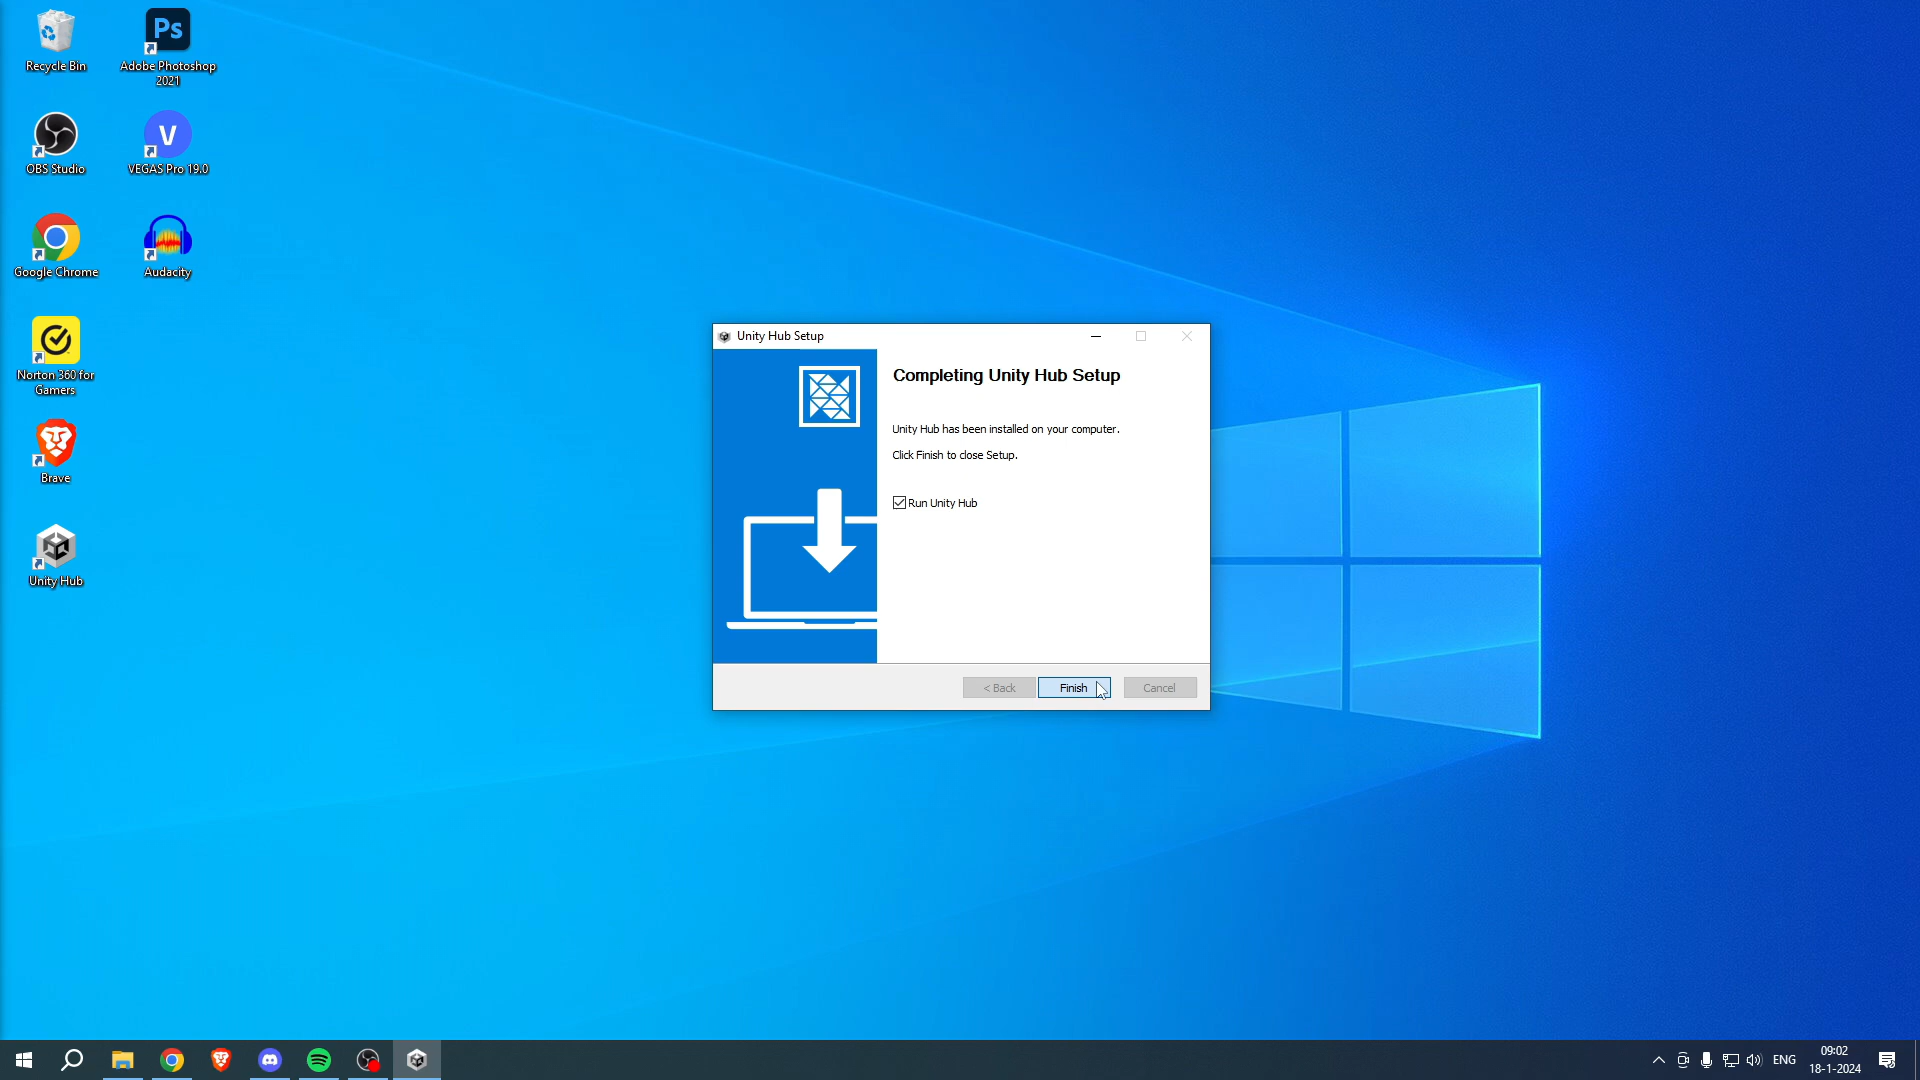 Recycle Bin
Ps
Adobe Photoshop
2021
OBS Studio
V
VEGAS Pro 19.0
Google Chrome
Audacity
Norton 360 for
Gamers
Brave
Unity Hub
Unity Hub Setup
Completing Unity Hub Setup
Unity Hub has been installed on your computer.
Click Finish to close Setup.
Run Unity Hub
< Back
Finish
Cancel
ENG
09:02
18-1-2024